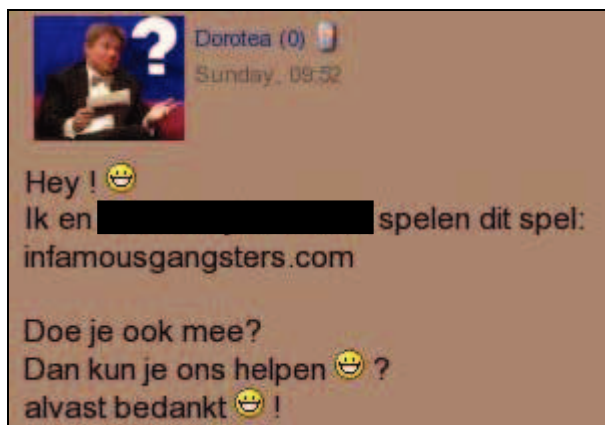 ?
Dorotea (0)
Sunday, 09:52
Hey !
Ik en spelen dit spel:
infamousgangsters.com
Doe je ook mee?
Dan kun je ons helpen ?
alvast bedankt !